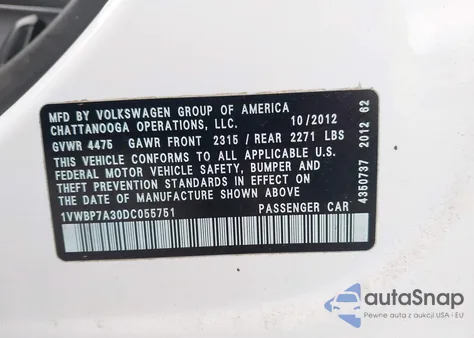 MFD BY VOLKSWAGEN GROUP OF AMERICA
CHATTANOOGA OPERATIONS, LLC. 10/2012
GVWR 4475 GAWR FRONT 2315 / REAR 2271 LBS
THIS VEHICLE CONFORMS TO ALL APPLICABLE U.S.
FEDERAL MOTOR VEHICLE SAFETY, BUMPER AND
THEFT PREVENTION STANDARDS IN EFFECT ON THE
DATE OF MANUFACTURE SHOWN ABOVE.
1VWBP7A30DC055751 PASSENGER CAR
4350737 2012 62
autoSnap
Pewne auta z aukcji USA - EU